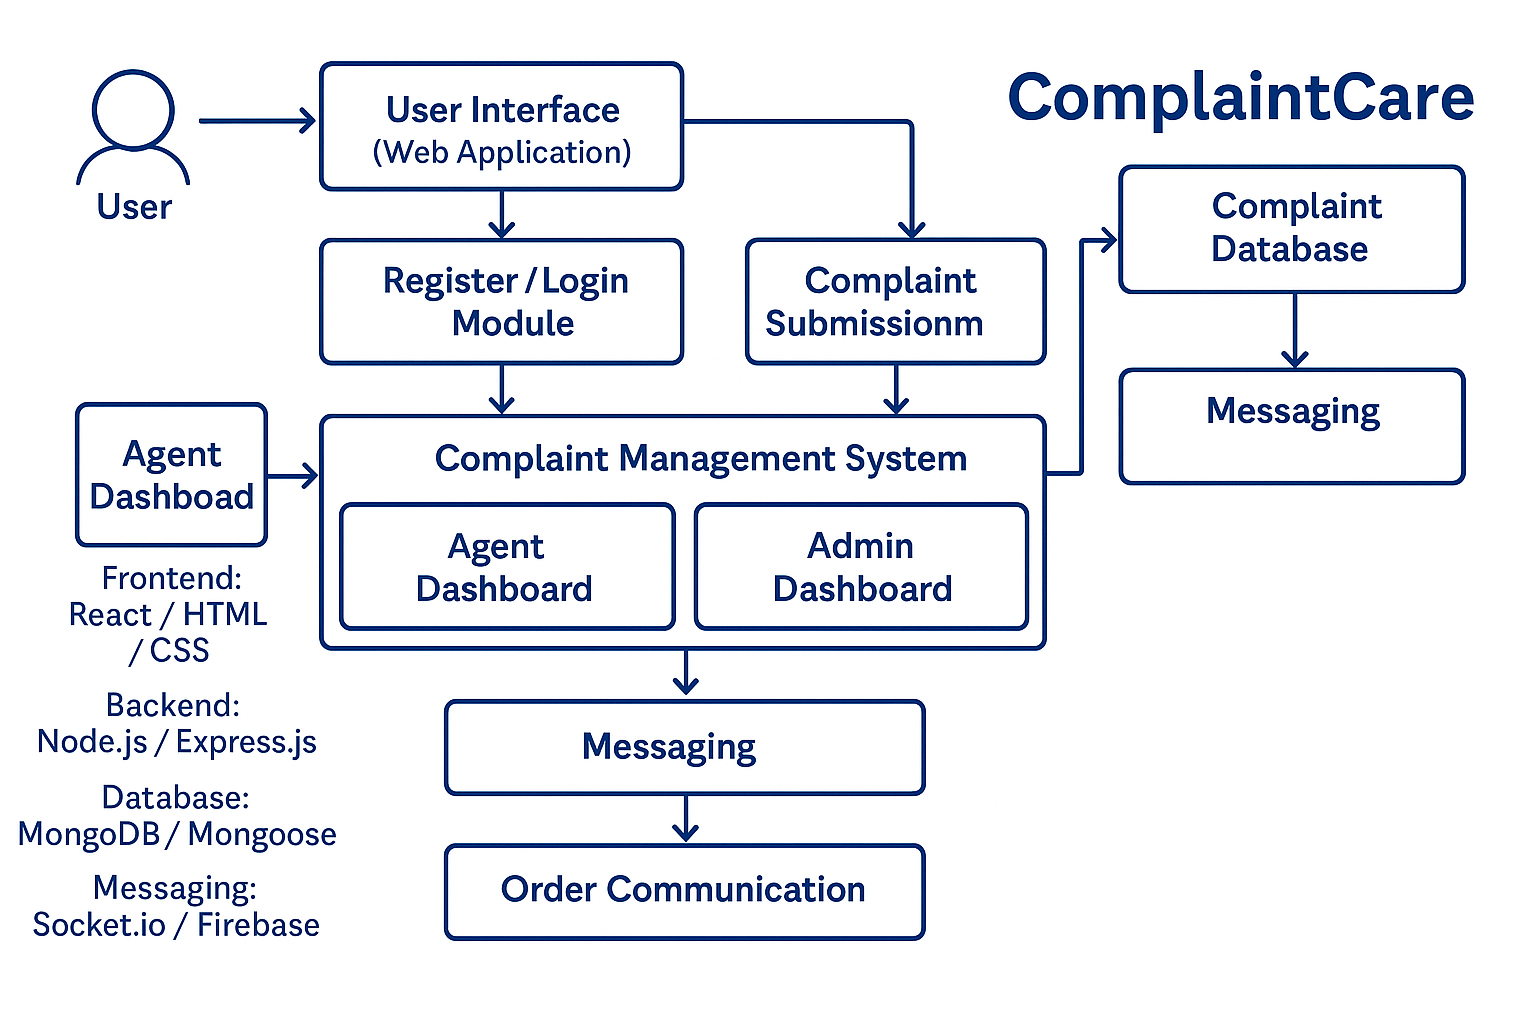 ComplaintCare
User
User Interface
(Web Application)
Register / Login
Module
Complaint
Submissionm
Complaint
Database
Messaging
Agent
Dashboad
Complaint Management System
Agent
Dashboard
Admin
Dashboard
Messaging
Order Communication
Frontend:
React / HTML
/ CSS
Backend:
Node.js / Express.js
Database:
MongoDB / Mongoose
Messaging:
Socket.io / Firebase